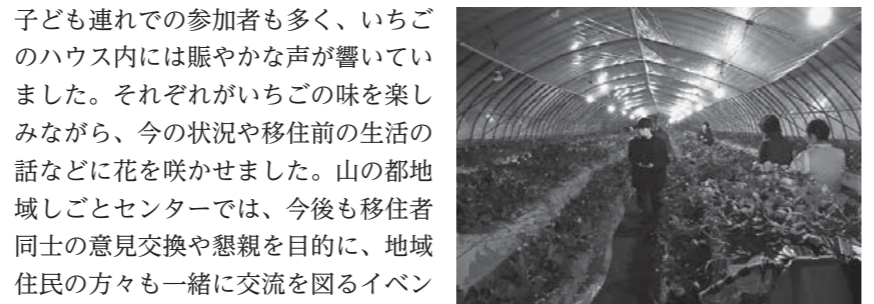 子ども連れでの参加者も多く、いちご
のハウス内には賑やかな声が響いてい
ました。それぞれがいちごの味を楽し
みながら、今の状況や移住前の生活の
話などに花を咲かせました。山の都地
域しごとセンターでは、今後も移住者
同士の意見交換や懇親を目的に、地域
住民の方々も一緒に交流を図るイベン